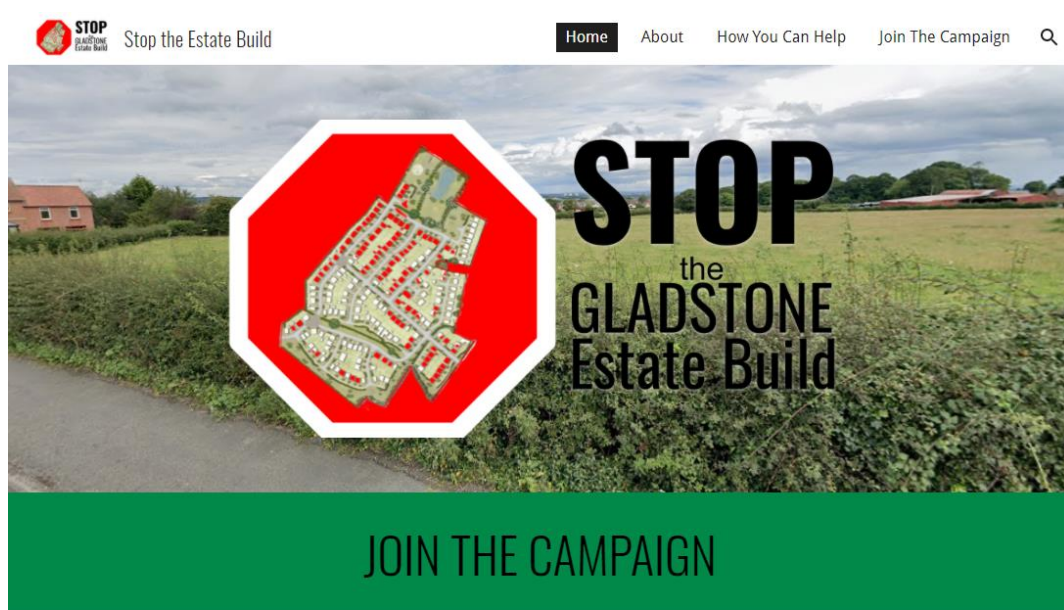 STOP
the
GLADSTONE
Estate Build
Stop the Estate Build
Home
About
How You Can Help
Join The Campaign
STOP
the
GLADSTONE
Estate Build
JOIN THE CAMPAIGN